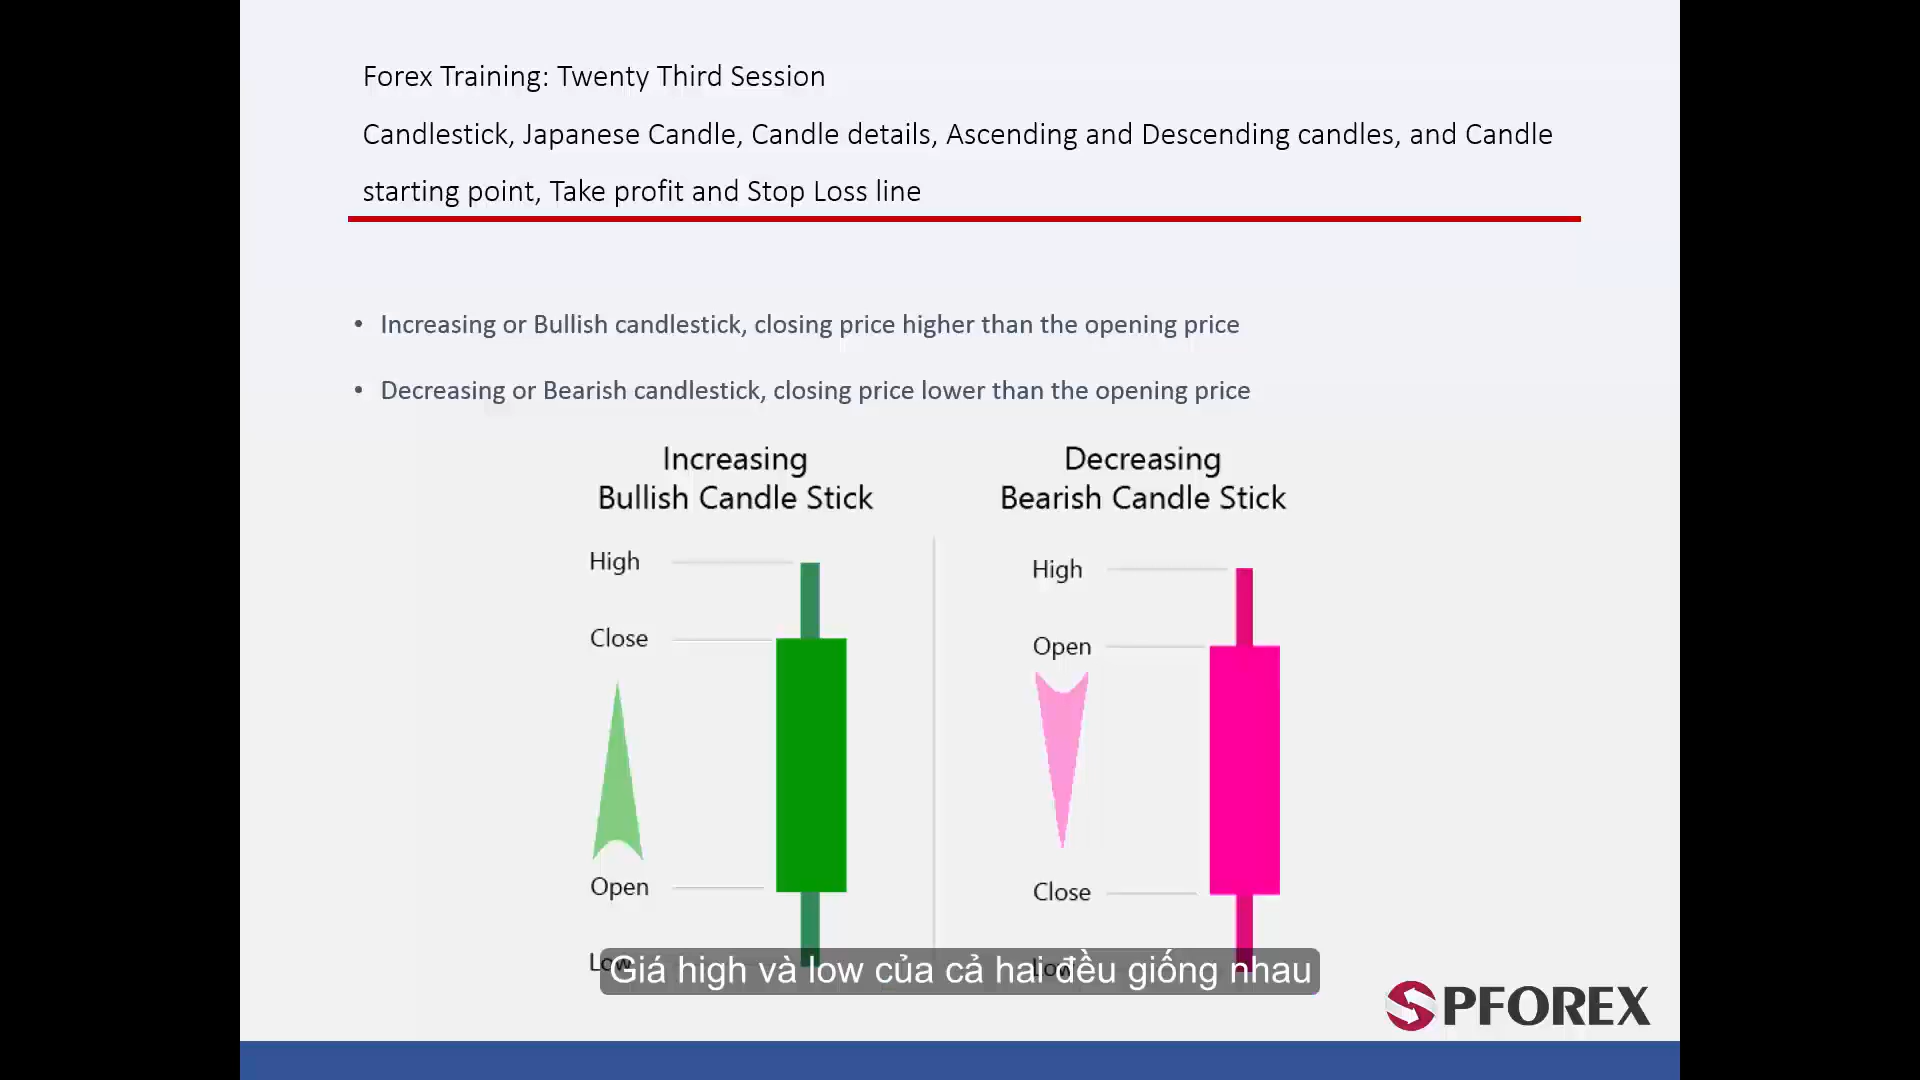 Forex Training: Twenty Third Session
Candlestick, Japanese Candle, Candle details, Ascending and Descending candles, and Candle
starting point, Take profit and Stop Loss line
• Increasing or Bullish candlestick, closing price higher than the opening price
• Decreasing or Bearish candlestick, closing price lower than the opening price
Increasing
Bullish Candle Stick
High
Close
Open
Low
Decreasing
Bearish Candle Stick
High
Open
Close
Low
Giá high và low của cả hai đều giống nhau
SPFOREX